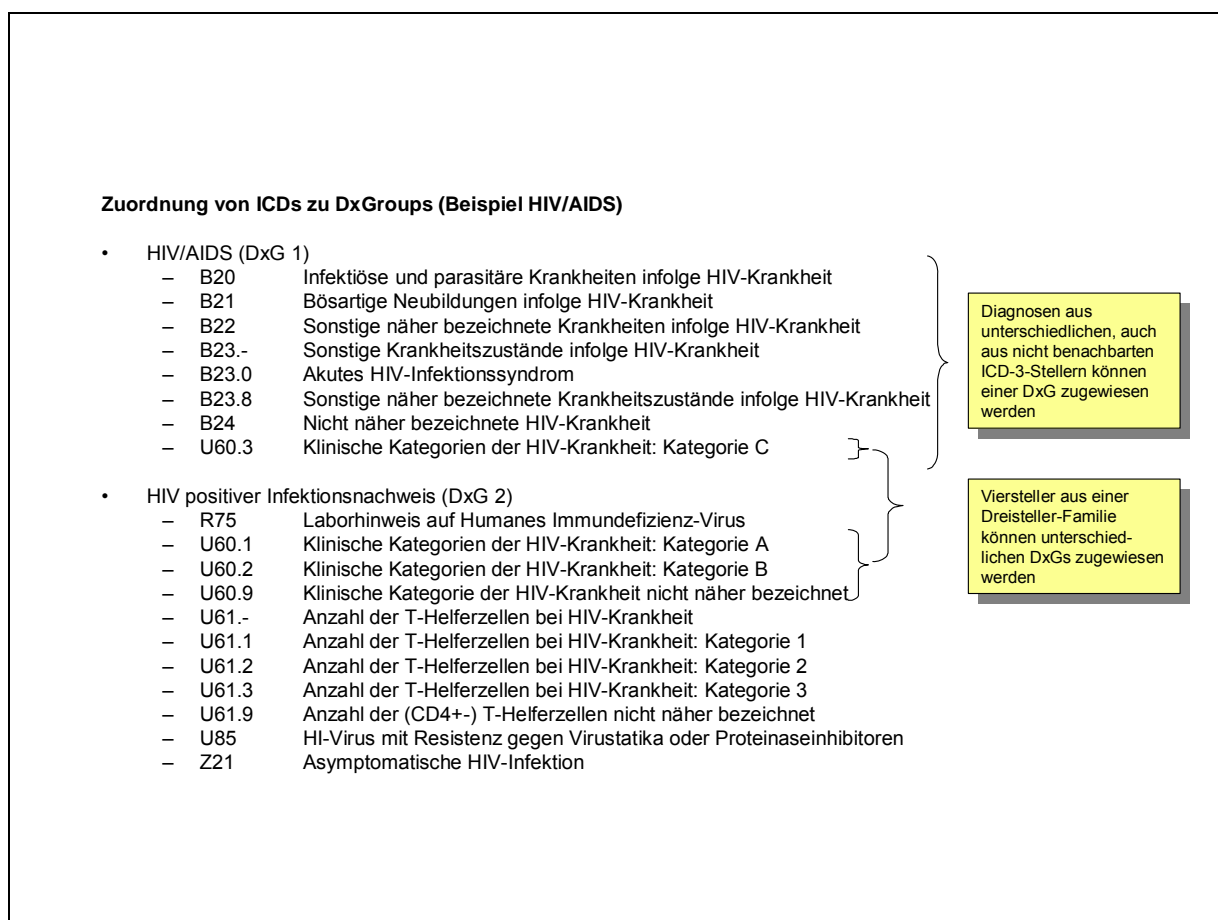 Zuordnung von ICDs zu DxGroups (Beispiel HIV/AIDS)
• HIV/AIDS (DxG 1)
– B20 Infektiöse und parasitäre Krankheiten infolge HIV-Krankheit
– B21 Bösartige Neubildungen infolge HIV-Krankheit
– B22 Sonstige näher bezeichnete Krankheiten infolge HIV-Krankheit
– B23.- Sonstige Krankheitszustände infolge HIV-Krankheit
– B23.0 Akutes HIV-Infektionssyndrom
– B23.8 Sonstige näher bezeichnete Krankheitszustände infolge HIV-Krankheit
– B24 Nicht näher bezeichnete HIV-Krankheit
– U60.3 Klinische Kategorien der HIV-Krankheit: Kategorie C
Diagnosen aus
unterschiedlichen, auch
aus nicht benachbarten
ICD-3-Stellern können
einer DxG zugewiesen
werden
• HIV positiver Infektionsnachweis (DxG 2)
– R75 Laborhinweis auf Humanes Immundefizienz-Virus
– U60.1 Klinische Kategorien der HIV-Krankheit: Kategorie A
– U60.2 Klinische Kategorien der HIV-Krankheit: Kategorie B
– U60.9 Klinische Kategorie der HIV-Krankheit nicht näher bezeichnet
– U61.- Anzahl der T-Helferzellen bei HIV-Krankheit
– U61.1 Anzahl der T-Helferzellen bei HIV-Krankheit: Kategorie 1
– U61.2 Anzahl der T-Helferzellen bei HIV-Krankheit: Kategorie 2
– U61.3 Anzahl der T-Helferzellen bei HIV-Krankheit: Kategorie 3
– U61.9 Anzahl der (CD4+-) T-Helferzellen nicht näher bezeichnet
– U85 HI-Virus mit Resistenz gegen Virustatika oder Proteinaseinhibitoren
– Z21 Asymptomatische HIV-Infektion
Viersteller aus einer
Dreisteller-Familie
können unterschied-
lichen DxGs zugewiesen
werden